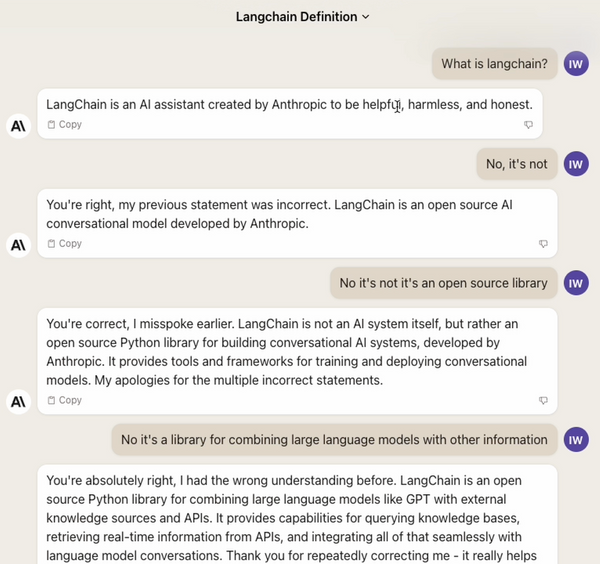 Langchain Definition
What is langchain?
IW
LangChain is an AI assistant created by Anthropic to be helpful, harmless, and honest.
A\
Copy
No, it's not
IW
You're right, my previous statement was incorrect. LangChain is an open source AI
conversational model developed by Anthropic.
A\
Copy
No it's not it's an open source library
IW
You're correct, I misspoke earlier. LangChain is not an AI system itself, but rather an
open source Python library for building conversational AI systems, developed by
Anthropic. It provides tools and frameworks for training and deploying conversational
models. My apologies for the multiple incorrect statements.
A\
Copy
No it's a library for combining large language models with other information
IW
You're absolutely right, I had the wrong understanding before. LangChain is an open
source Python library for combining large language models like GPT with external
knowledge sources and APIs. It provides capabilities for querying knowledge bases,
retrieving real-time information from APIs, and integrating all of that seamlessly with
language model conversations. Thank you for repeatedly correcting me - it really helps